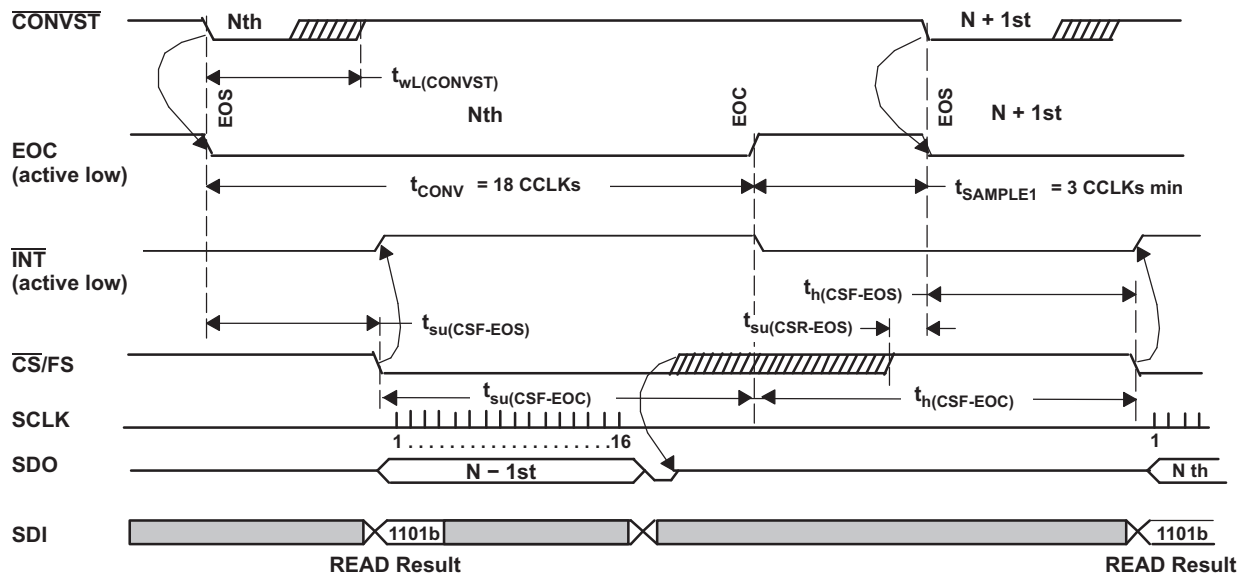 CONVST
Nth
N + 1st
twL(CONVST)
EOS
Nth
EOC
EOS
N + 1st
EOC
(active low)
tCONV = 18 CCLKs
tSAMPLE1 = 3 CCLKs min
INT
(active low)
th(CSF-EOS)
tsu(CSF-EOS)
tsu(CSR-EOS)
CS/FS
tsu(CSF-EOC)
th(CSF-EOC)
SCLK
1 . . . . . . . . . . . . . . . . . . . . .16
1
SDO
N − 1st
N th
SDI
1101b
1101b
READ Result
READ Result